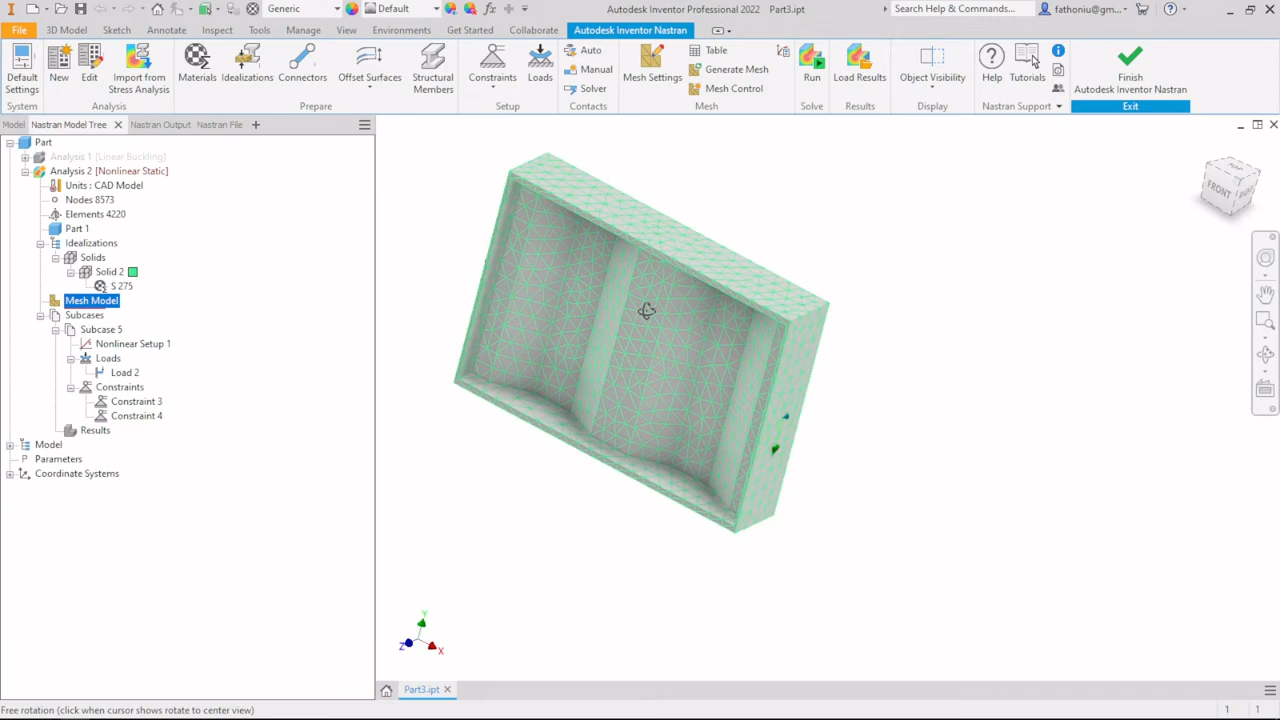 Generic
Default
Autodesk Inventor Professional 2022 Part3.ipt
Search Help & Commands...
fathoniu@gm...
File 3D Model Sketch Annotate Inspect Tools Manage View Environments Get Started Collaborate Autodesk Inventor Nastran
Default Settings
New
Edit
Import from Stress Analysis
Materials
Idealizations
Connectors
Offset Surfaces
Structural Members
Constraints
Loads
Auto
Manual
Solver
Mesh Settings
Table
Generate Mesh
Mesh Control
Run
Load Results
Object Visibility
Help
Tutorials
Finish Autodesk Inventor Nastran
System Analysis Prepare Setup Contacts Mesh Solve Results Display Nastran Support Exit
Model Nastran Model Tree Nastran Output Nastran File
Part
Analysis 1 [Linear Buckling]
Analysis 2 [Nonlinear Static]
Units : CAD Model
Nodes 8573
Elements 4220
Part 1
Idealizations
Solids
Solid 2
S 275
Mesh Model
Subcases
Subcase 5
Nonlinear Setup 1
Loads
Load 2
Constraints
Constraint 3
Constraint 4
Results
Model
Parameters
Coordinate Systems
FRONT
Y
Z
X
Part3.ipt
Free rotation (click when cursor shows rotate to center view)
1 1